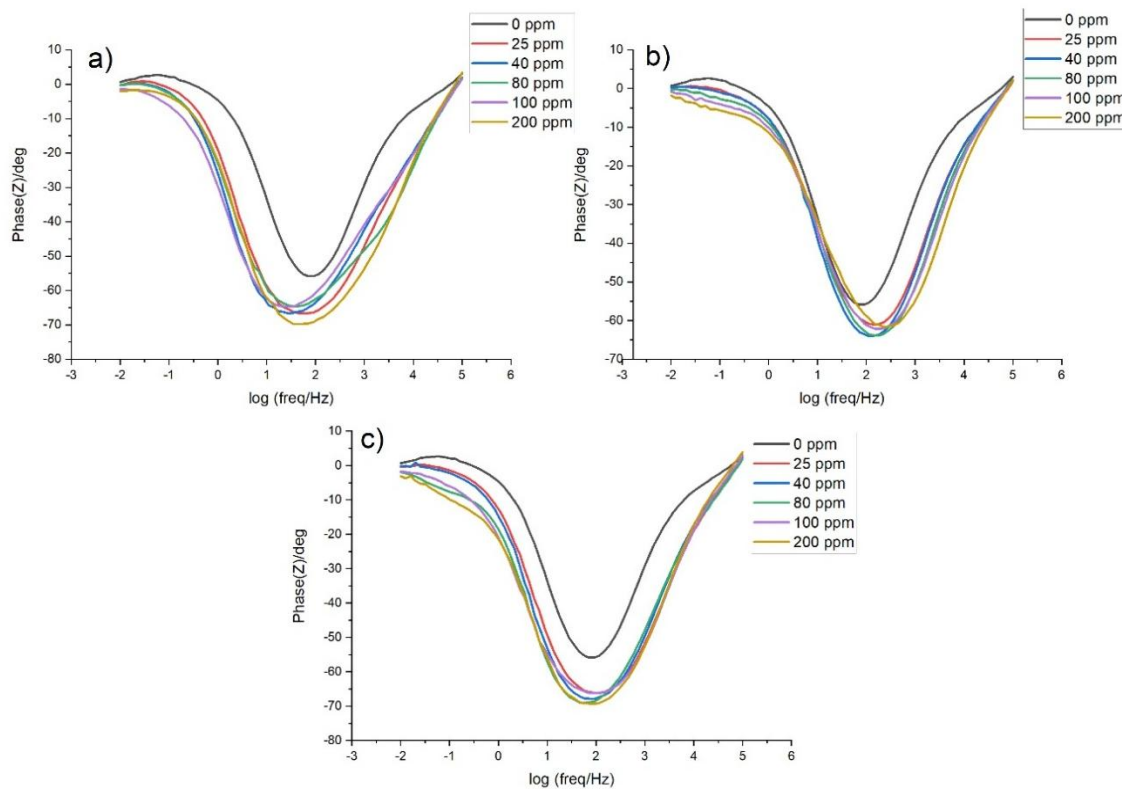 a)
0 ppm
25 ppm
40 ppm
80 ppm
100 ppm
200 ppm
10
0
-10
-20
-30
-40
-50
-60
-70
-80
Phase(Z)/deg
-3 -2 -1 0 1 2 3 4 5 6
log (freq/Hz)
b)
0 ppm
25 ppm
40 ppm
80 ppm
100 ppm
200 ppm
10
0
-10
-20
-30
-40
-50
-60
-70
Phase(Z)/deg
-3 -2 -1 0 1 2 3 4 5 6
log (freq/Hz)
c)
0 ppm
25 ppm
40 ppm
80 ppm
100 ppm
200 ppm
10
0
-10
-20
-30
-40
-50
-60
-70
-80
Phase(Z)/deg
-3 -2 -1 0 1 2 3 4 5 6
log (freq/Hz)